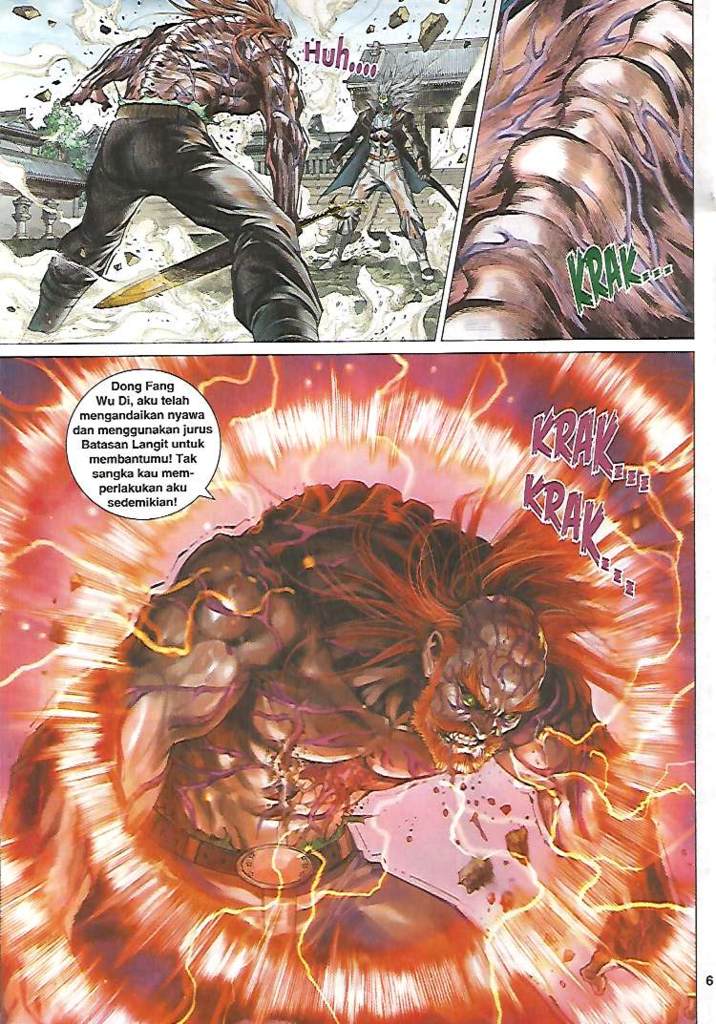 Huh....
KRAK...
Dong Fang
Wu Di, aku telah
mengandaikan nyawa
dan menggunakan jurus
Batasan Langit untuk
membantumu! Tak
sangka kau mem-
perlakukan aku
sedemikian!
KRAK...
KRAK...
6